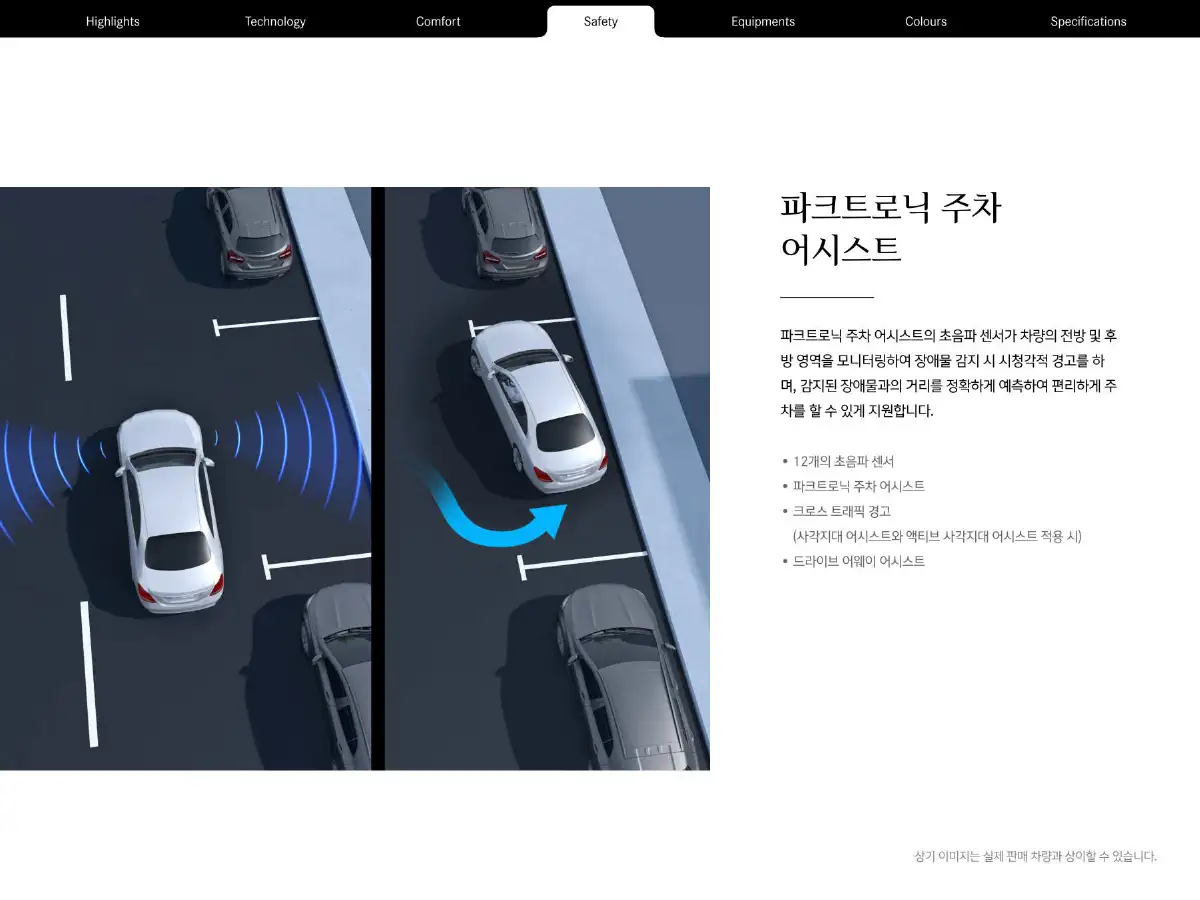 Highlights
Technology
Comfort
Safety
Equipments
Colours
Specifications
파크트로닉 주차
어시스트
파크트로닉 주차 어시스트의 초음파 센서가 차량의 전방 및 후
방 영역을 모니터링하여 장애물 감지 시 시청각적 경고를 하
며, 감지된 장애물과의 거리를 정확하게 예측하여 편리하게 주
차를 할 수 있게 지원합니다.
• 12개의 초음파 센서
• 파크트로닉 주차 어시스트
• 크로스 트래픽 경고
(사각지대 어시스트와 액티브 사각지대 어시스트 적용 시)
• 드라이브 어웨이 어시스트
상기 이미지는 실제 판매 차량과 상이할 수 있습니다.